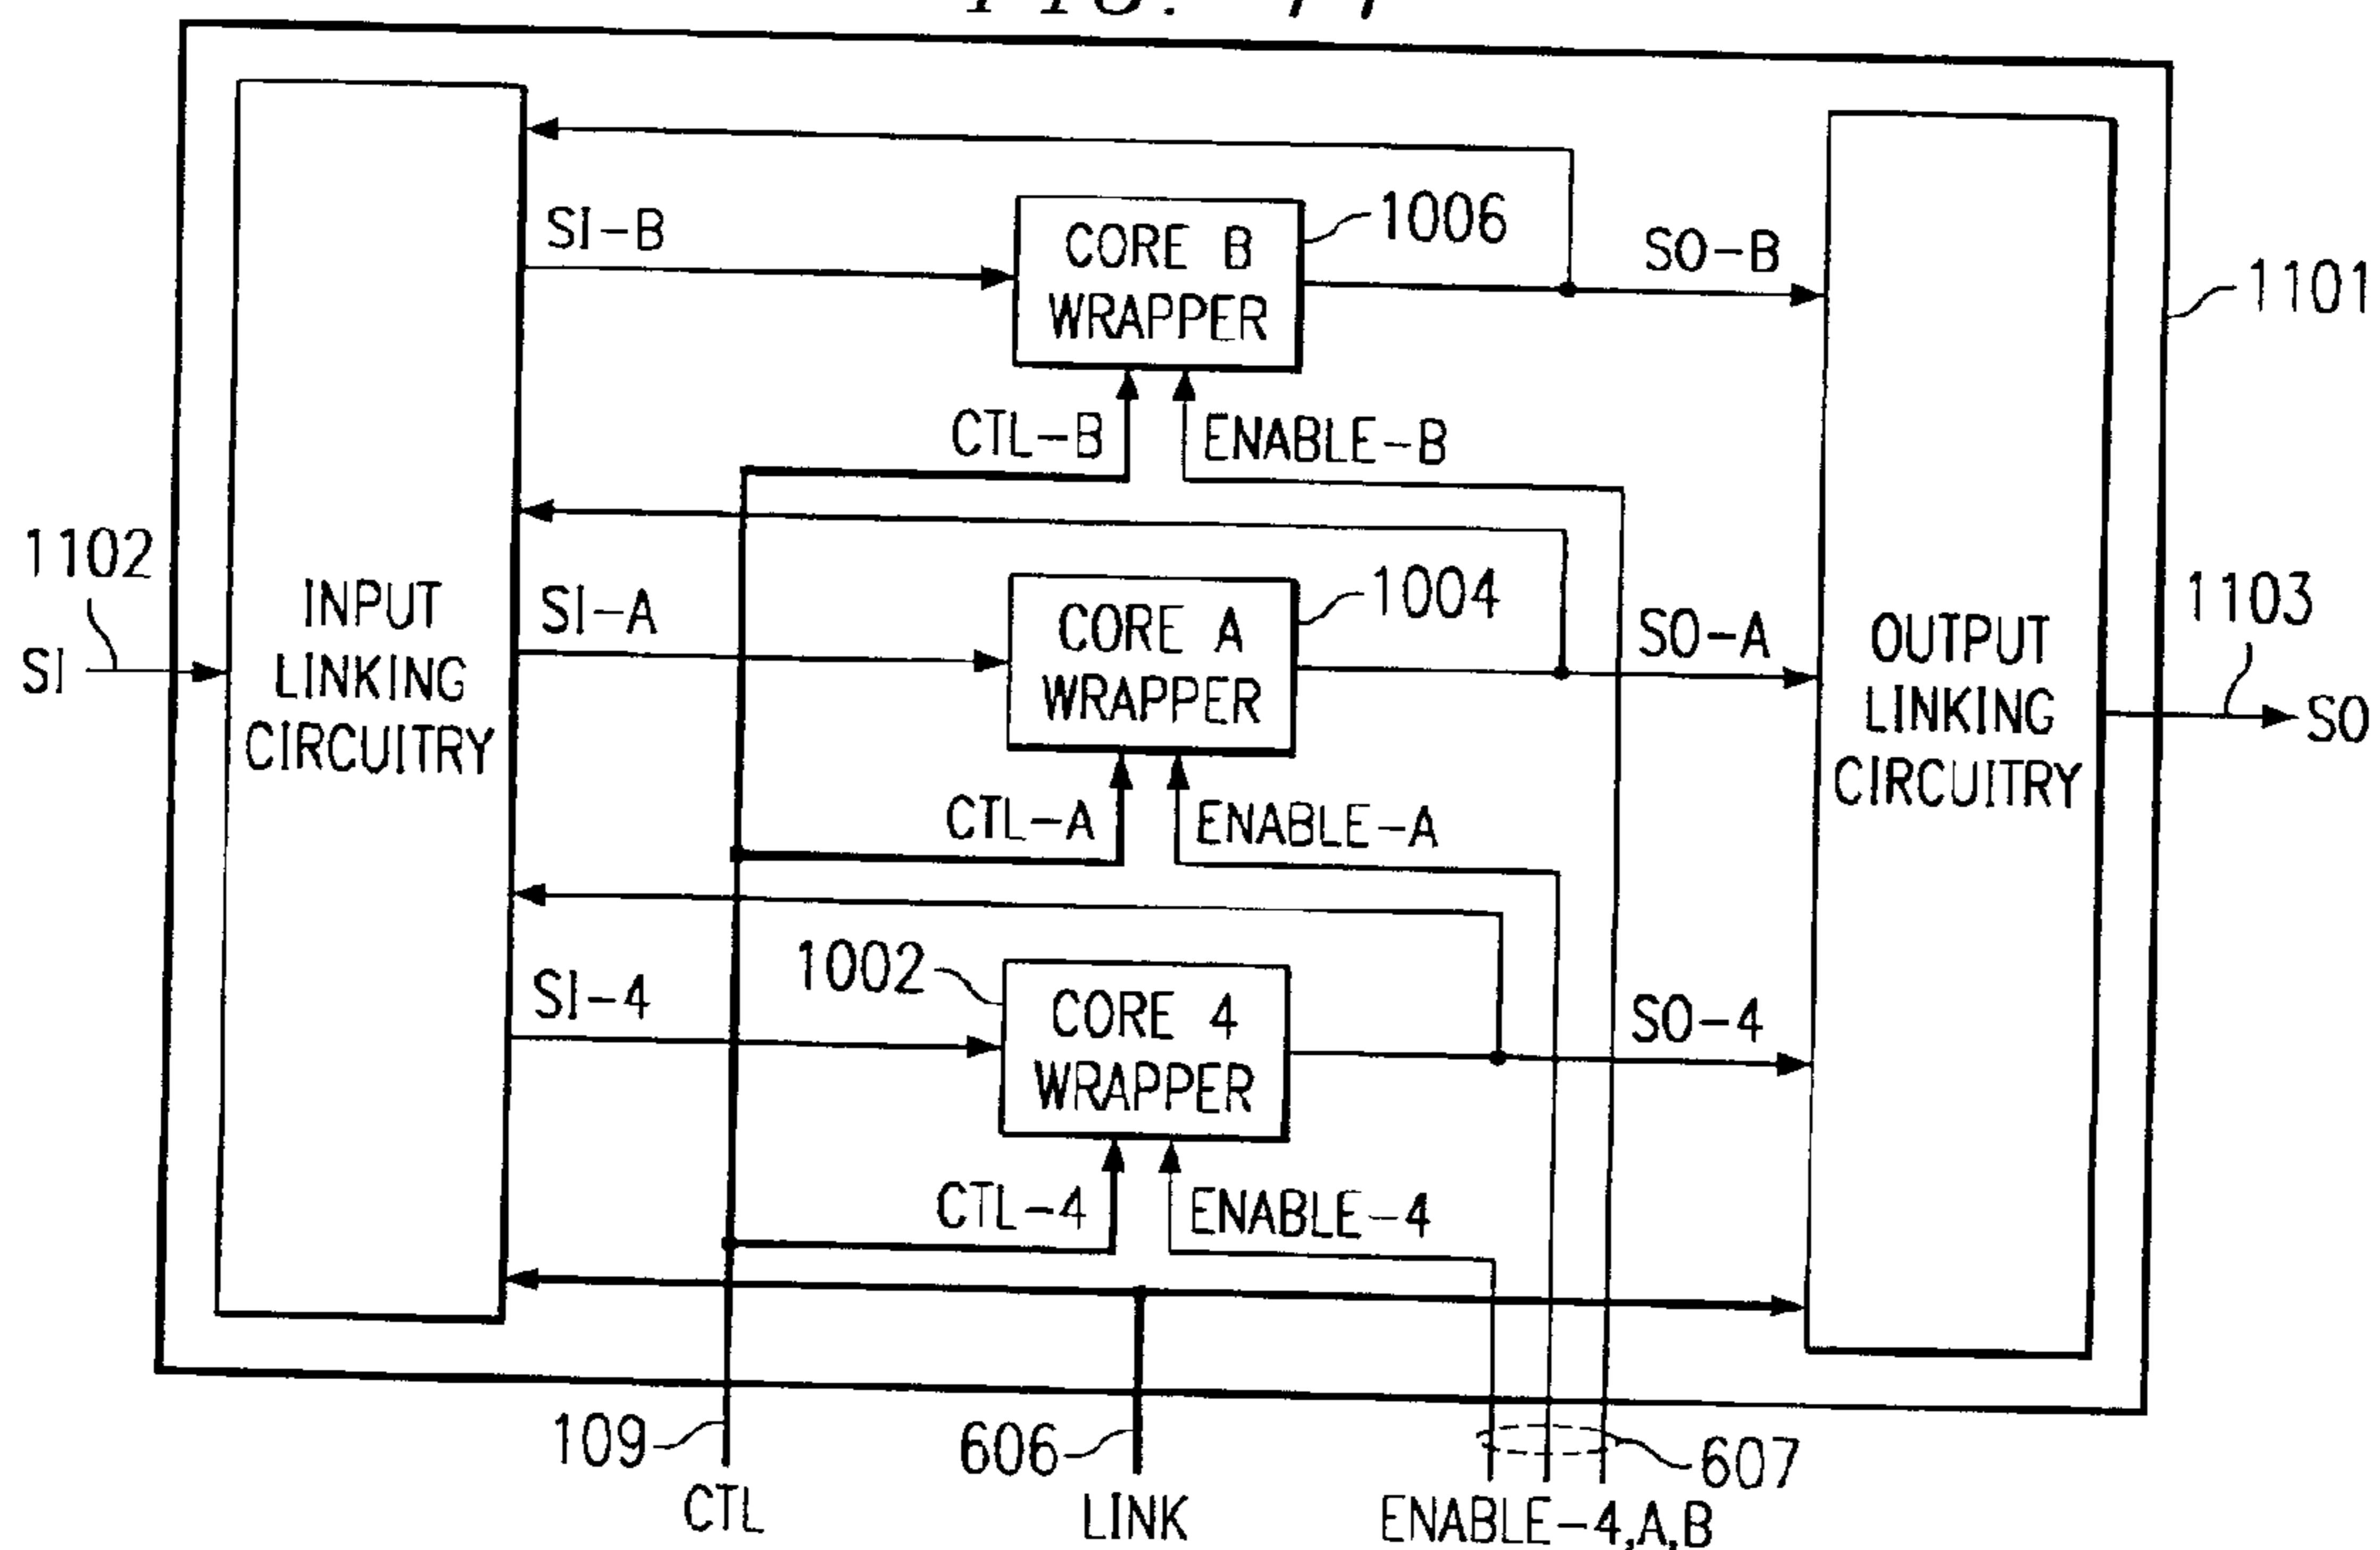 SI-B
CORE B
WRAPPER
1006
SO-B
1101
CTL-B
ENABLE-B
1102
SI
INPUT
LINKING
CIRCUITRY
SI-A
CORE A
WRAPPER
1004
SO-A
OUTPUT
LINKING
CIRCUITRY
1103
SO
CTL-A
ENABLE-A
1002
SI-4
CORE 4
WRAPPER
SO-4
CTL-4
ENABLE-4
109
CTL
606
LINK
607
ENABLE-4,A,B